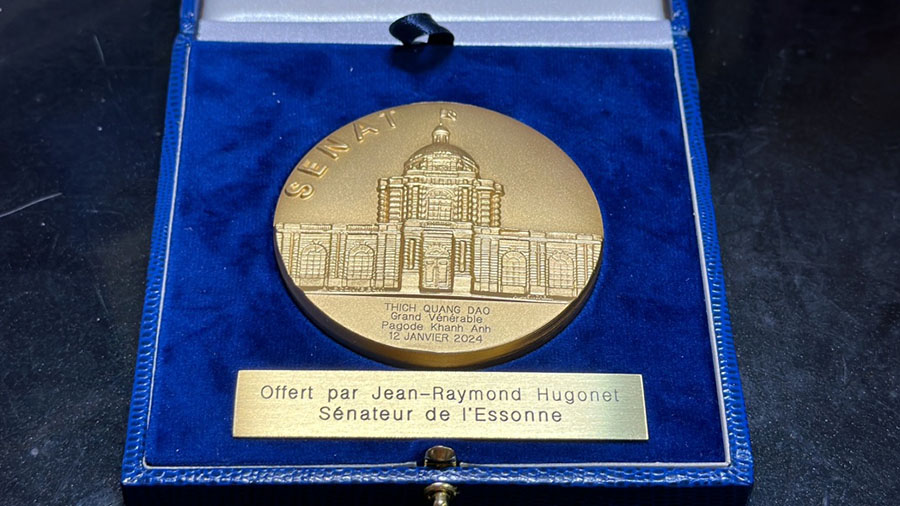 SENAT
THICH QUANG DAO
Grand Vénérable
Pagode Khanh Anh
12 JANVIER 2024
Offert par Jean-Raymond Hugonet
Sénateur de l'Essonne